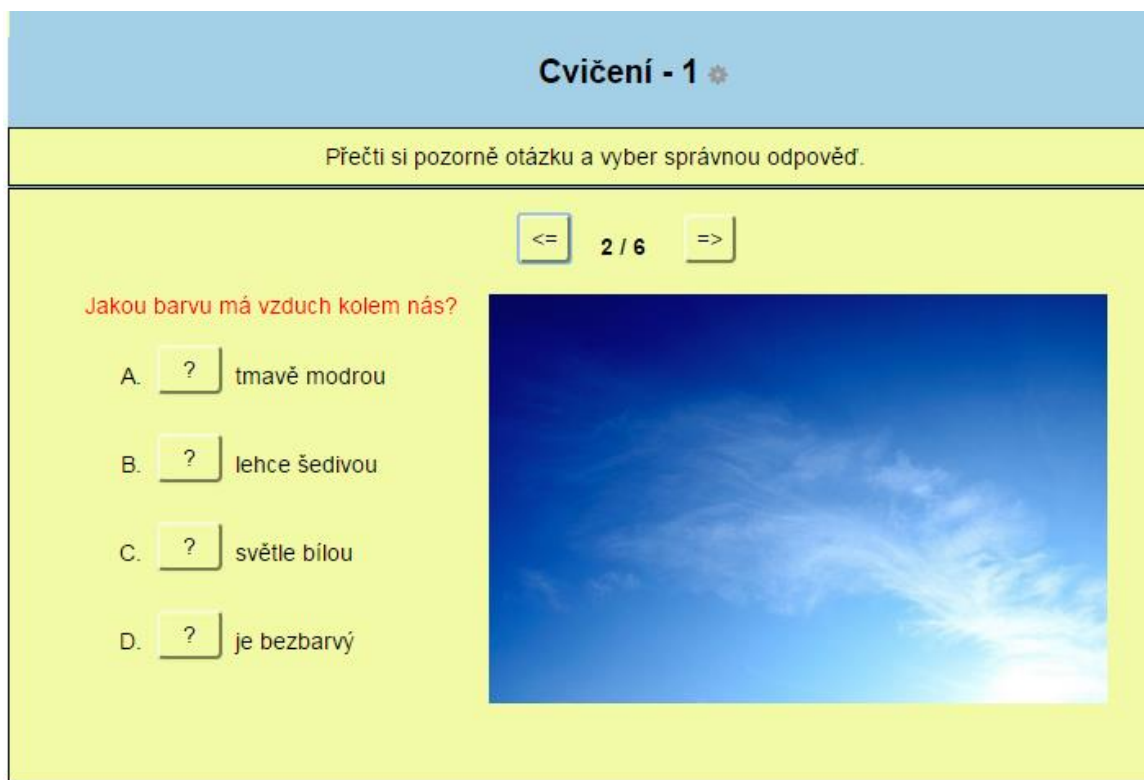 Cvičení - 1
Přečti si pozorně otázku a vyber správnou odpověď.
<= 2 / 6 =>
Jakou barvu má vzduch kolem nás?
A. ? tmavě modrou
B. ? lehce šedivou
C. ? světle bílou
D. ? je bezbarvý